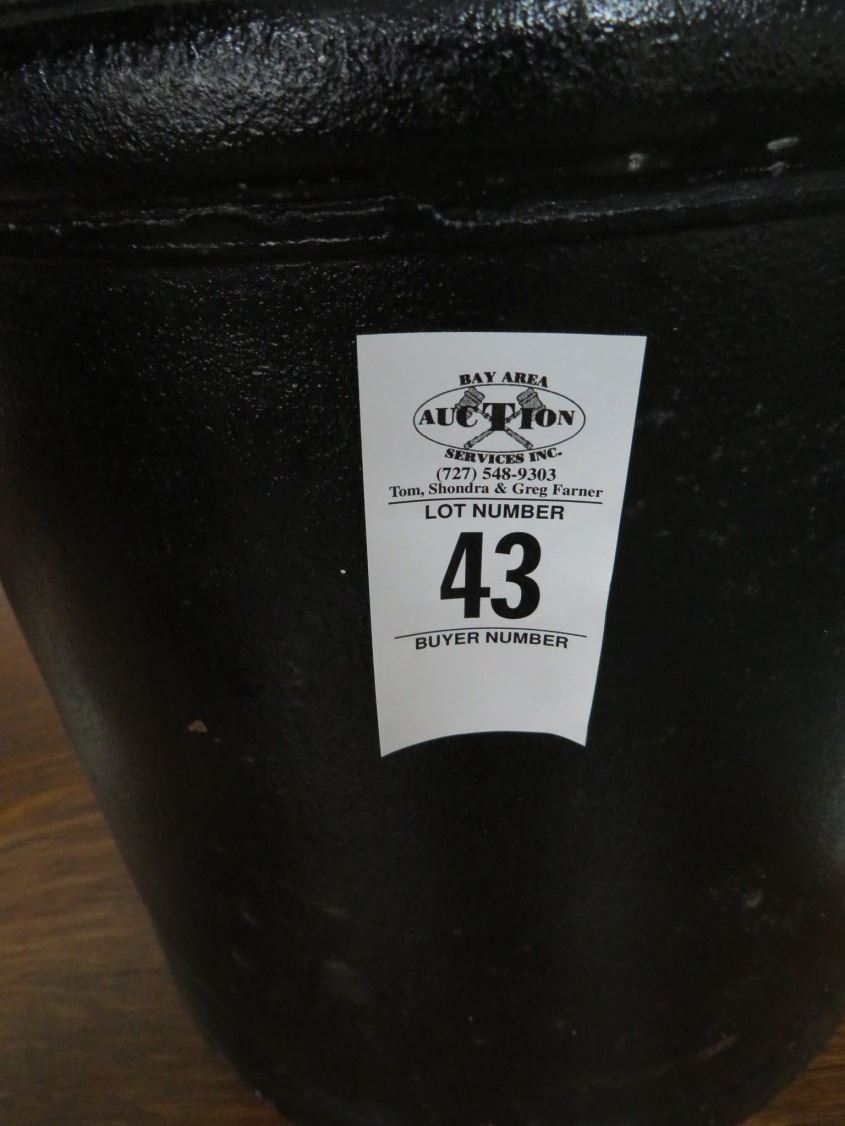 BAY AREA
AUCTION
SERVICES INC.
(727) 548-9303
Tom, Shondra & Greg Farner
LOT NUMBER
43
BUYER NUMBER